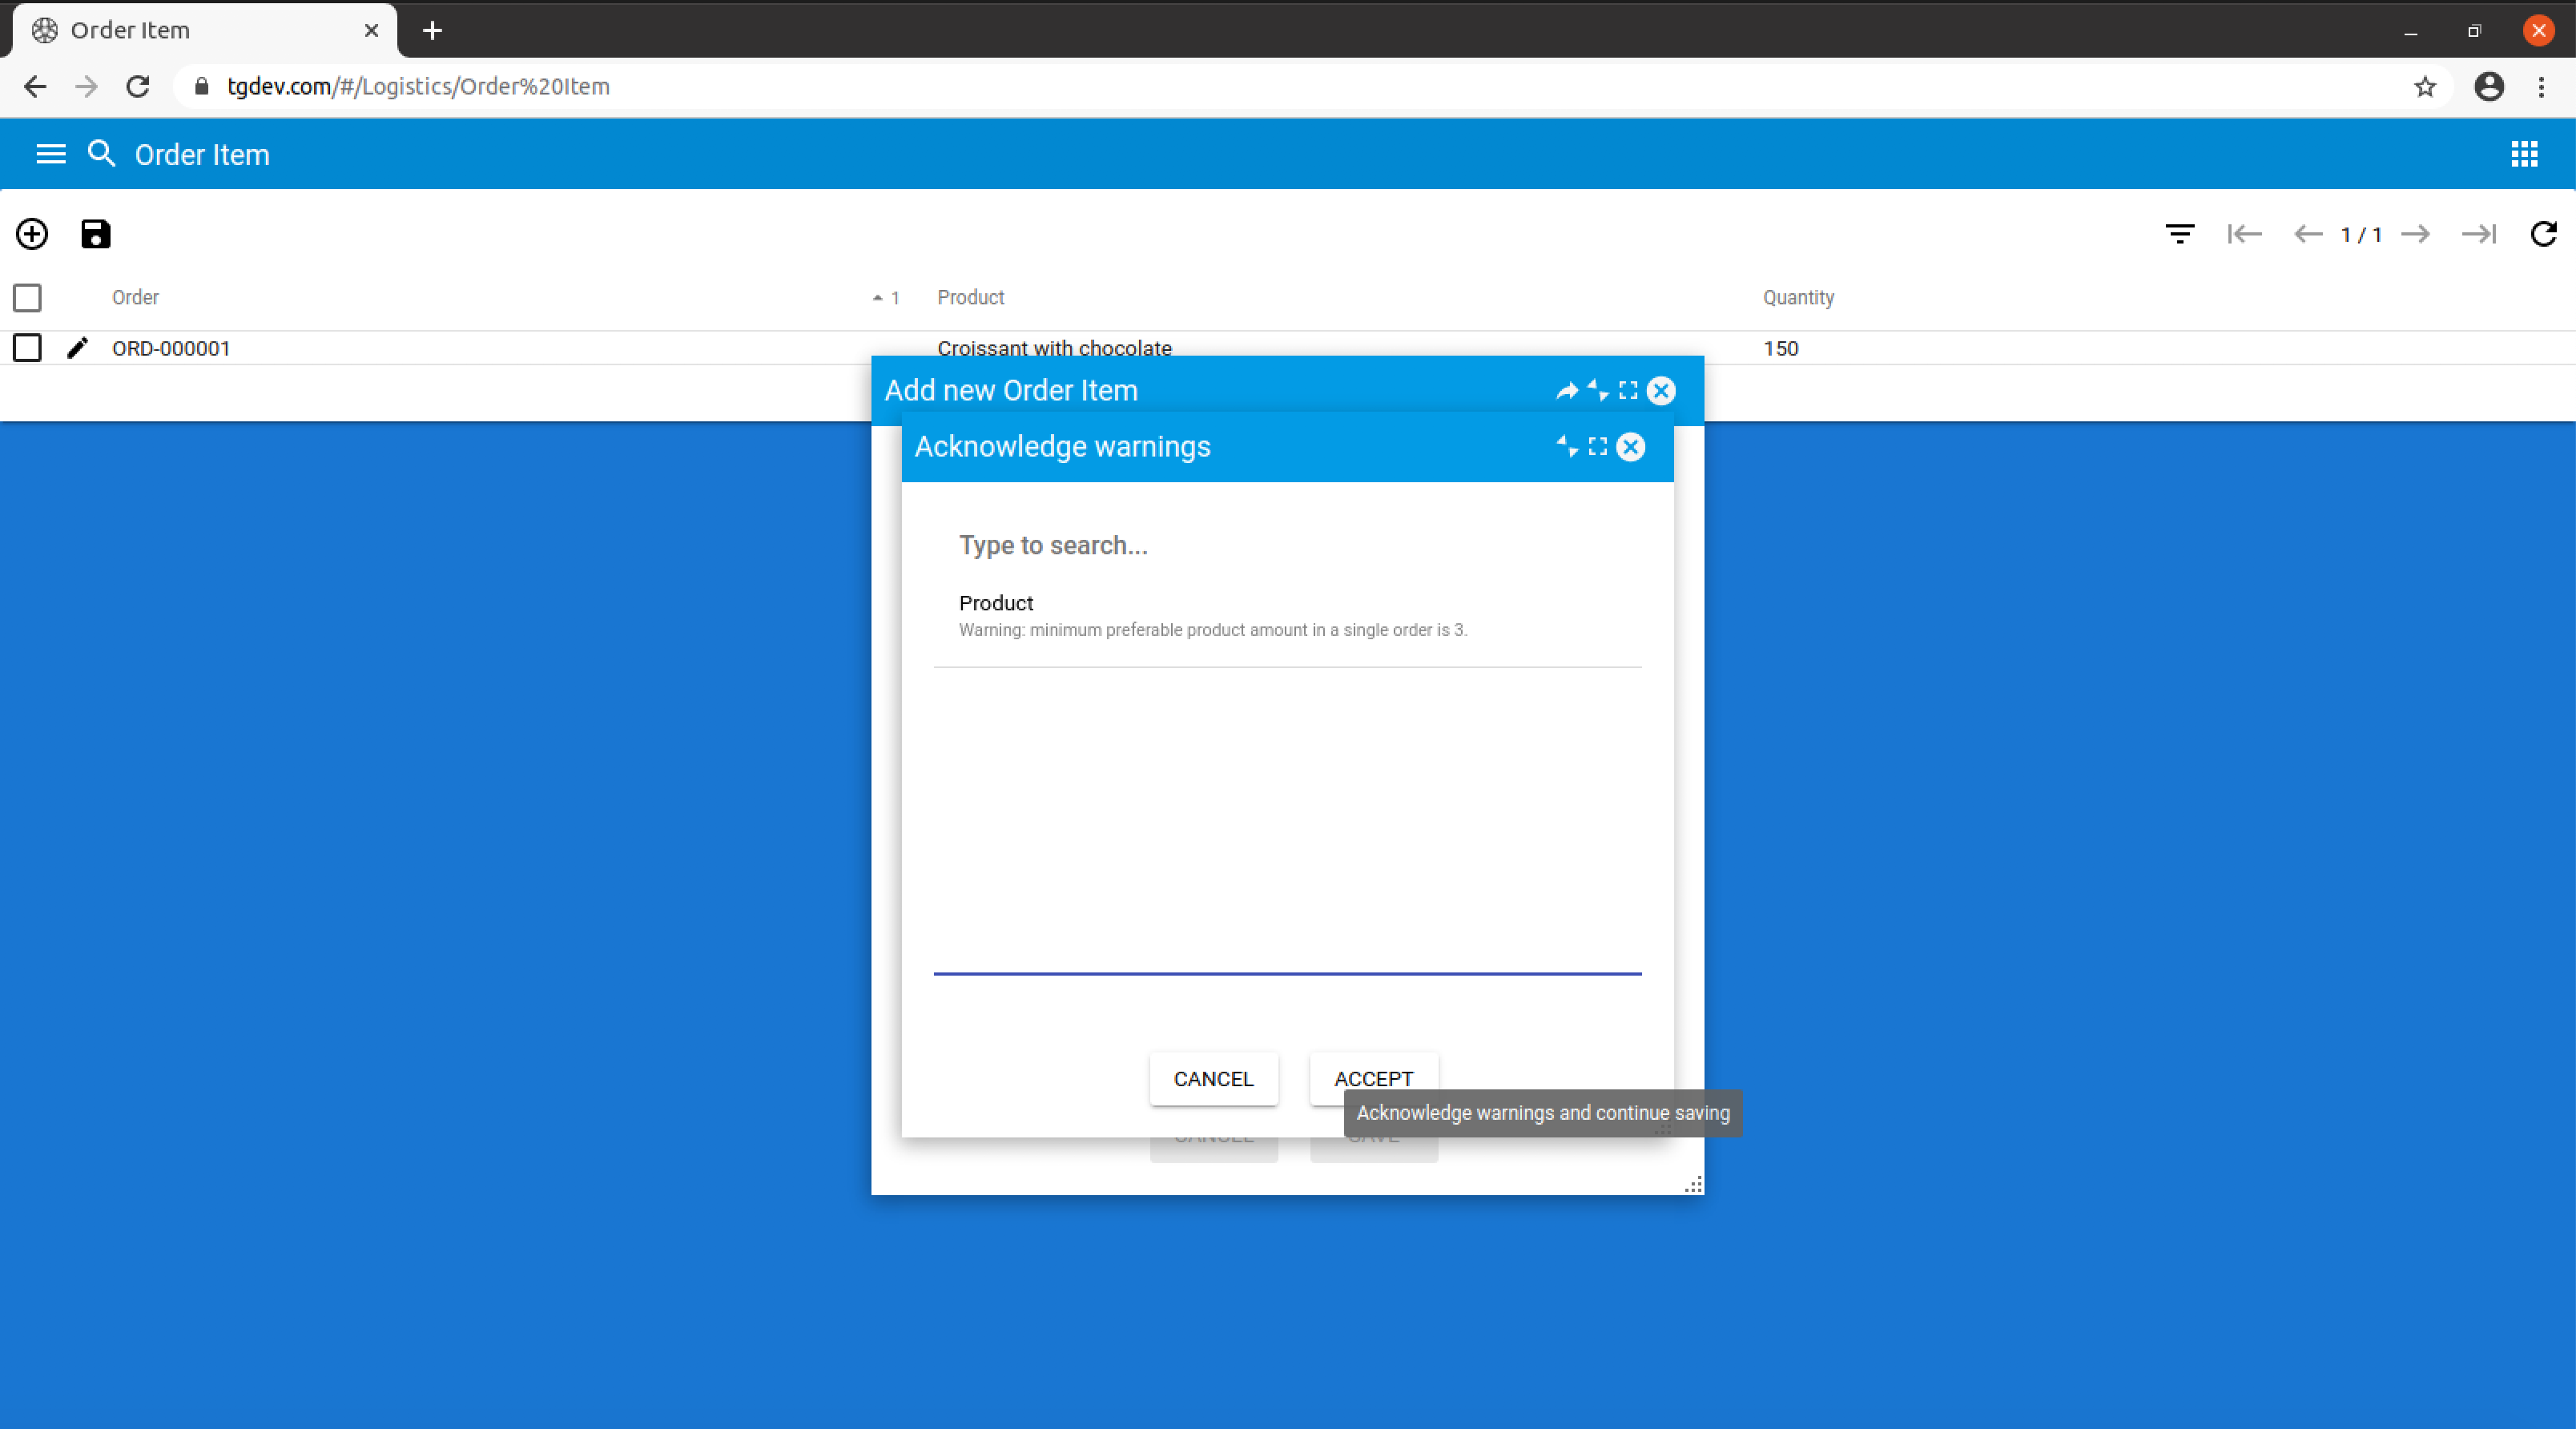 Order Item
tgdev.com/#/Logistics/Order%20Item
Order Item
1 / 1
Order 1 Product Quantity
ORD-000001 Croissant with chocolate 150
Add new Order Item
Acknowledge warnings
Type to search...
Product
Warning: minimum preferable product amount in a single order is 3.
CANCEL ACCEPT
Acknowledge warnings and continue saving
CANCEL SAVE